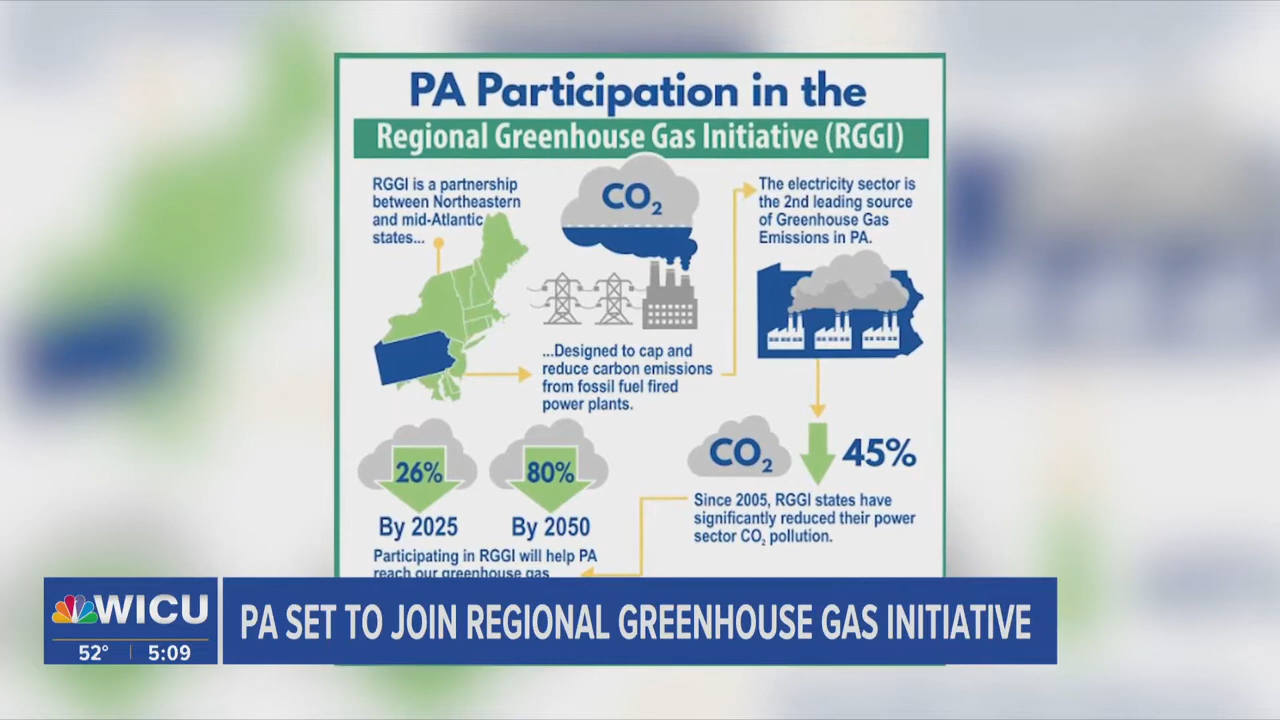 PA Participation in the
Regional Greenhouse Gas Initiative (RGGI)
RGGI is a partnership
between Northeastern
and mid-Atlantic
states...
CO2
The electricity sector is
the 2nd leading source
of Greenhouse Gas
Emissions in PA.
...Designed to cap and
reduce carbon emissions
from fossil fuel fired
power plants.
CO2
45%
Since 2005, RGGI states have
significantly reduced their power
sector CO2 pollution.
26%
80%
By 2025
By 2050
Participating in RGGI will help PA
reach our greenhouse gas
WICU
52°
5:09
PA SET TO JOIN REGIONAL GREENHOUSE GAS INITIATIVE